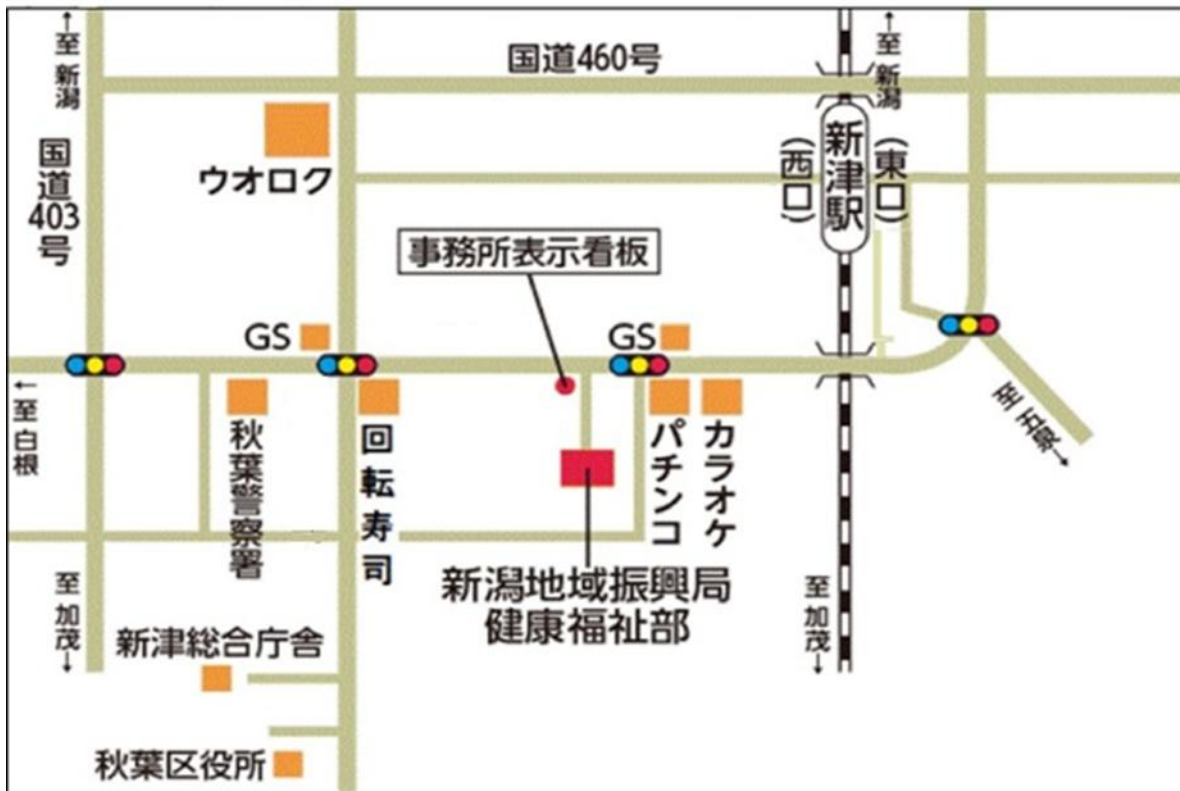 ←至 新潟
国道460号
←至 新潟
国道403号
ウオロク
新津駅
(西口)
(東口)
事務所表示看板
GS
GS
←至白根
秋葉警察署
回転寿司
パチンコ
カラオケ
至五泉→
新潟地域振興局
健康福祉部
至 加茂→
至 加茂→
新津総合庁舎
秋葉区役所